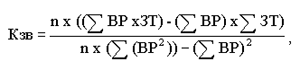 Кзв = n x ((∑ ВР x ЗТ) - (∑ ВР) x ∑ ЗТ) / n x (∑ (ВР²)) – (∑ ВР)² ,